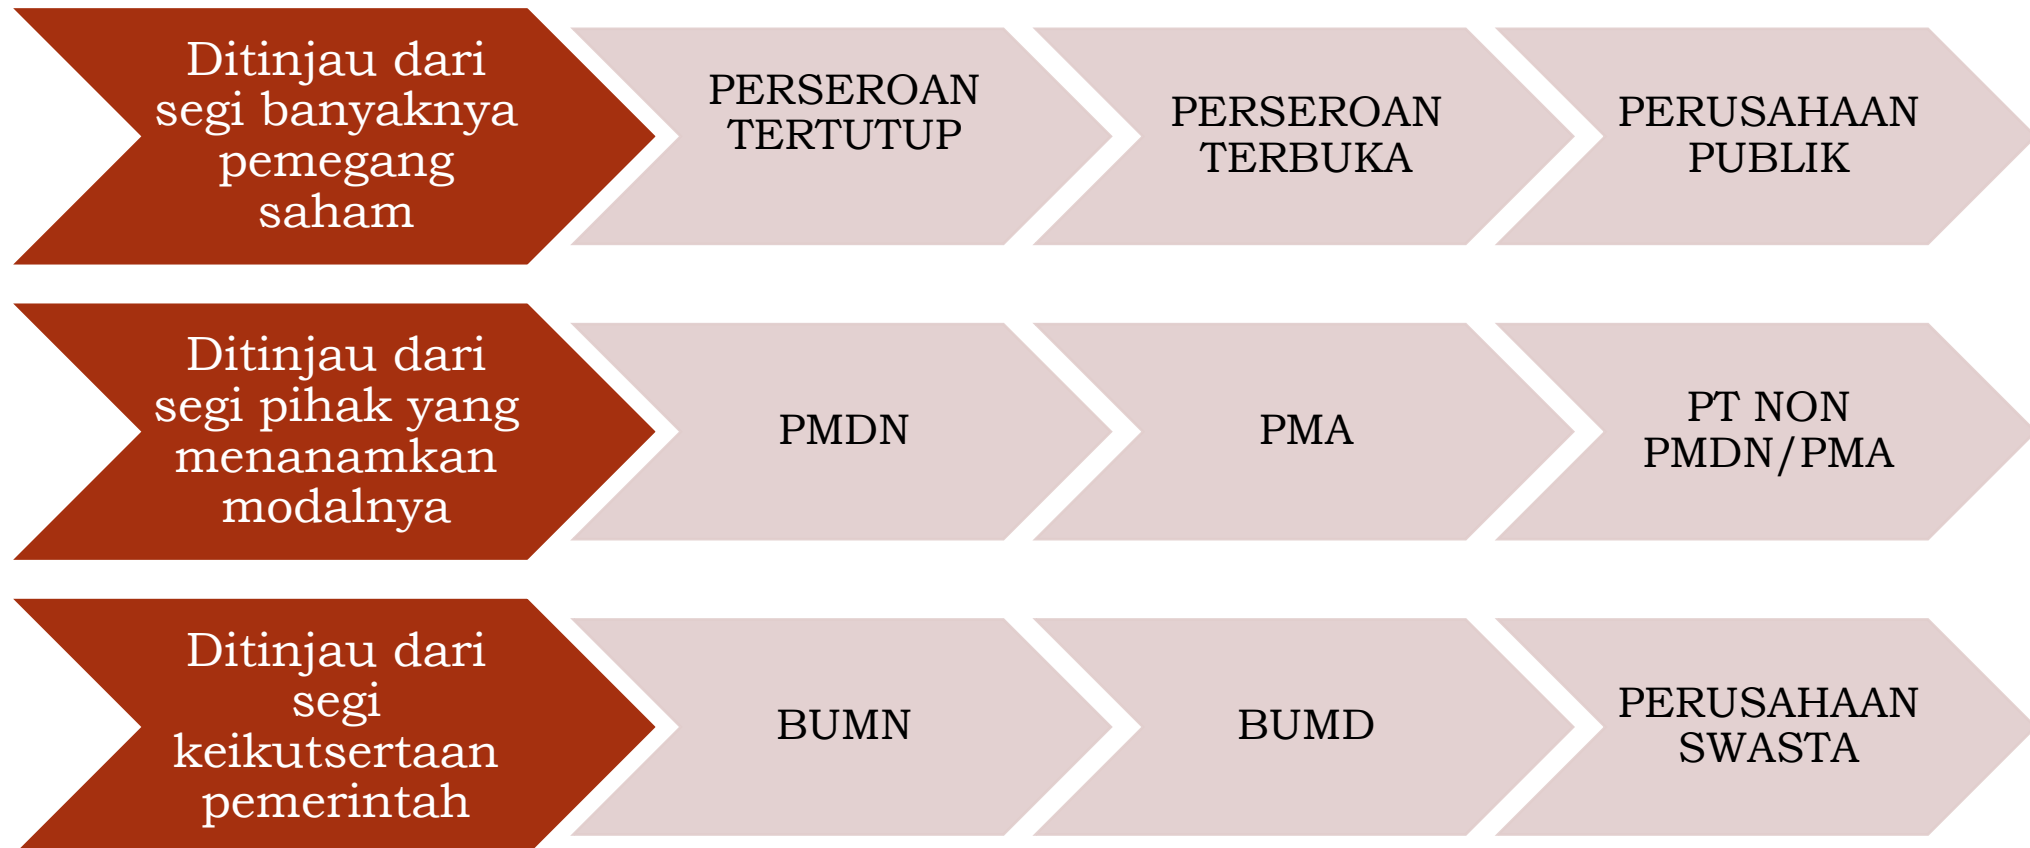 Ditinjau dari
segi banyaknya
pemegang
saham
PERSEROAN
TERTUTUP
PERSEROAN
TERBUKA
PERUSAHAAN
PUBLIK
Ditinjau dari
segi pihak yang
menanamkan
modalnya
PMDN
PMA
PT NON
PMDN/PMA
Ditinjau dari
segi
keikutsertaan
pemerintah
BUMN
BUMD
PERUSAHAAN
SWASTA